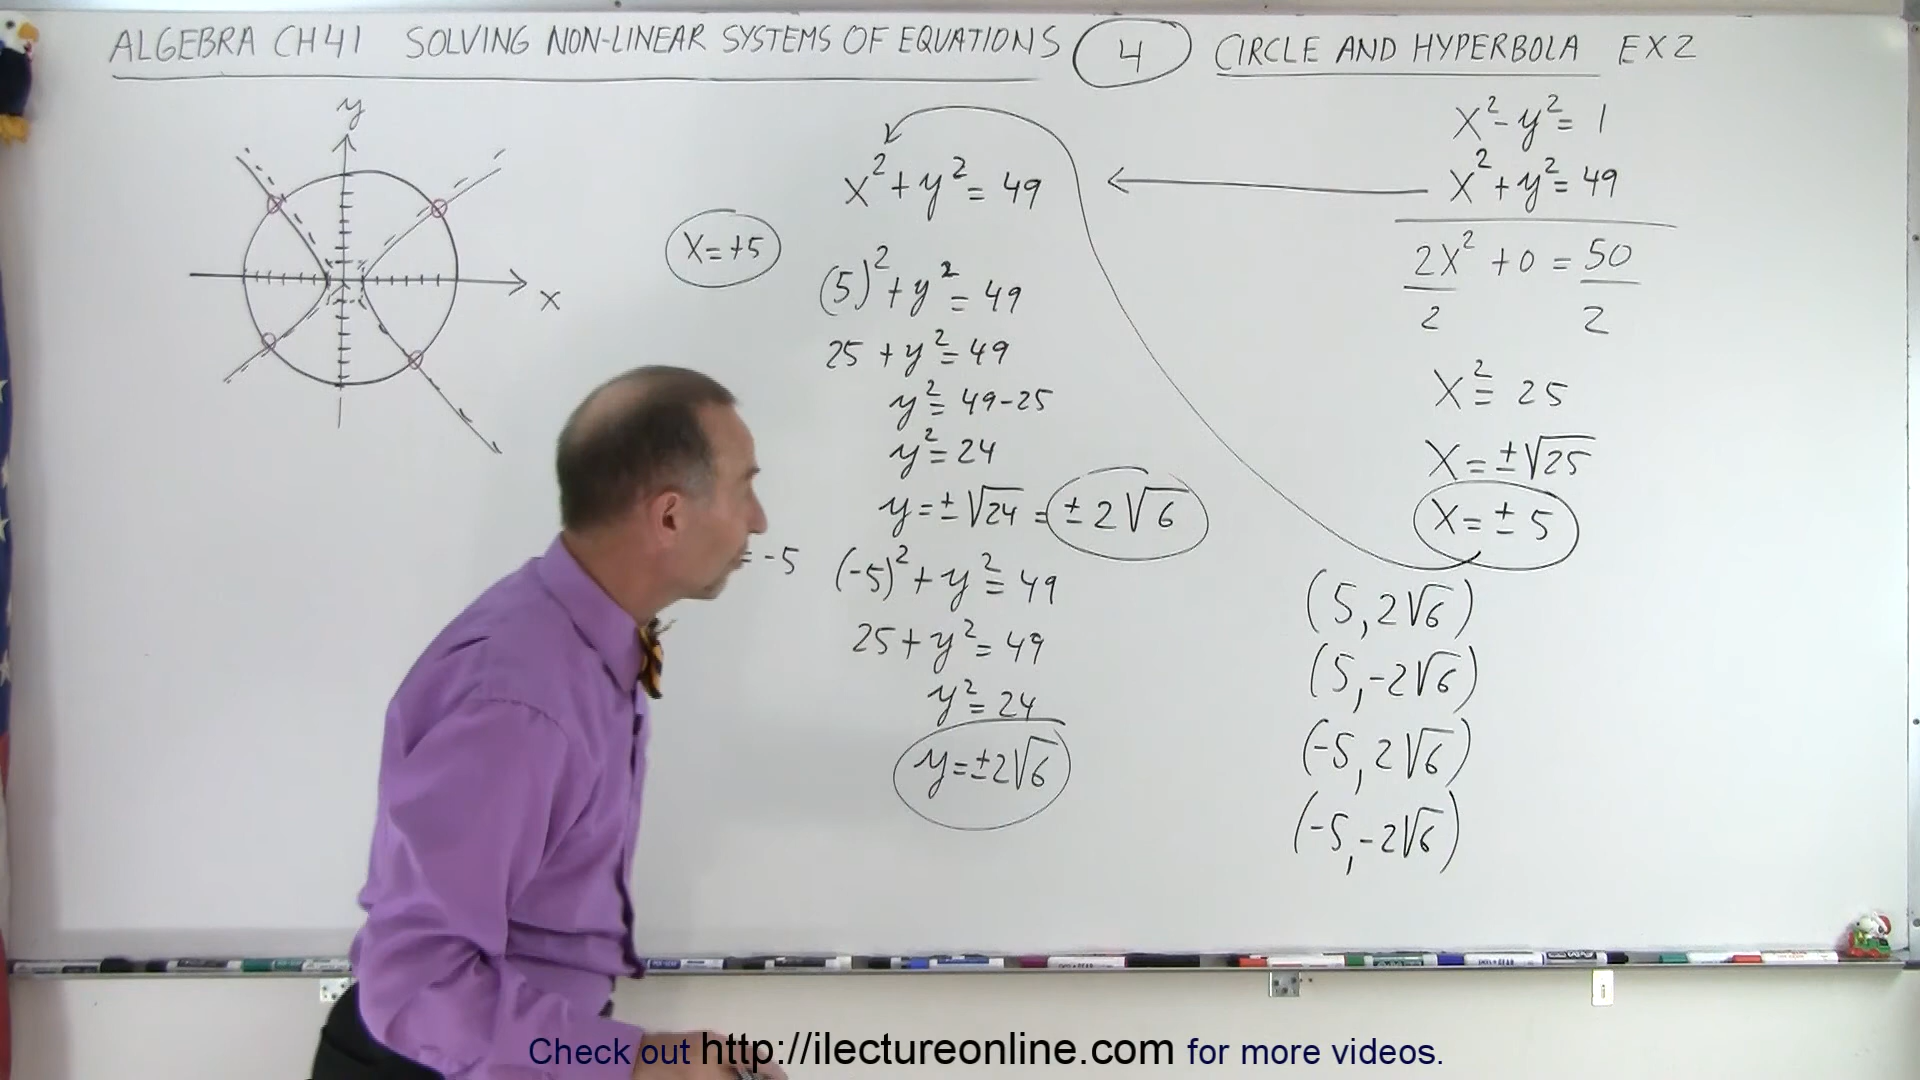 ALGEBRA CH 41 SOLVING NON-LINEAR SYSTEMS OF EQUATIONS 4 CIRCLE AND HYPERBOLA EX 2
y
x
x² + y² = 49
x = +5
(5)² + y² = 49
25 + y² = 49
y² = 49-25
y² = 24
y = ± √24 = ± 2√6
= -5 (-5)² + y² = 49
25 + y² = 49
y² = 24
y = ±2√6
x² - y² = 1
x² + y² = 49
2x² + 0 = 50
2 2
x² = 25
x = ±√25
x = ± 5
(5, 2√6)
(5, -2√6)
(-5, 2√6)
(-5, -2√6)
Check out http://ilectureonline.com for more videos.